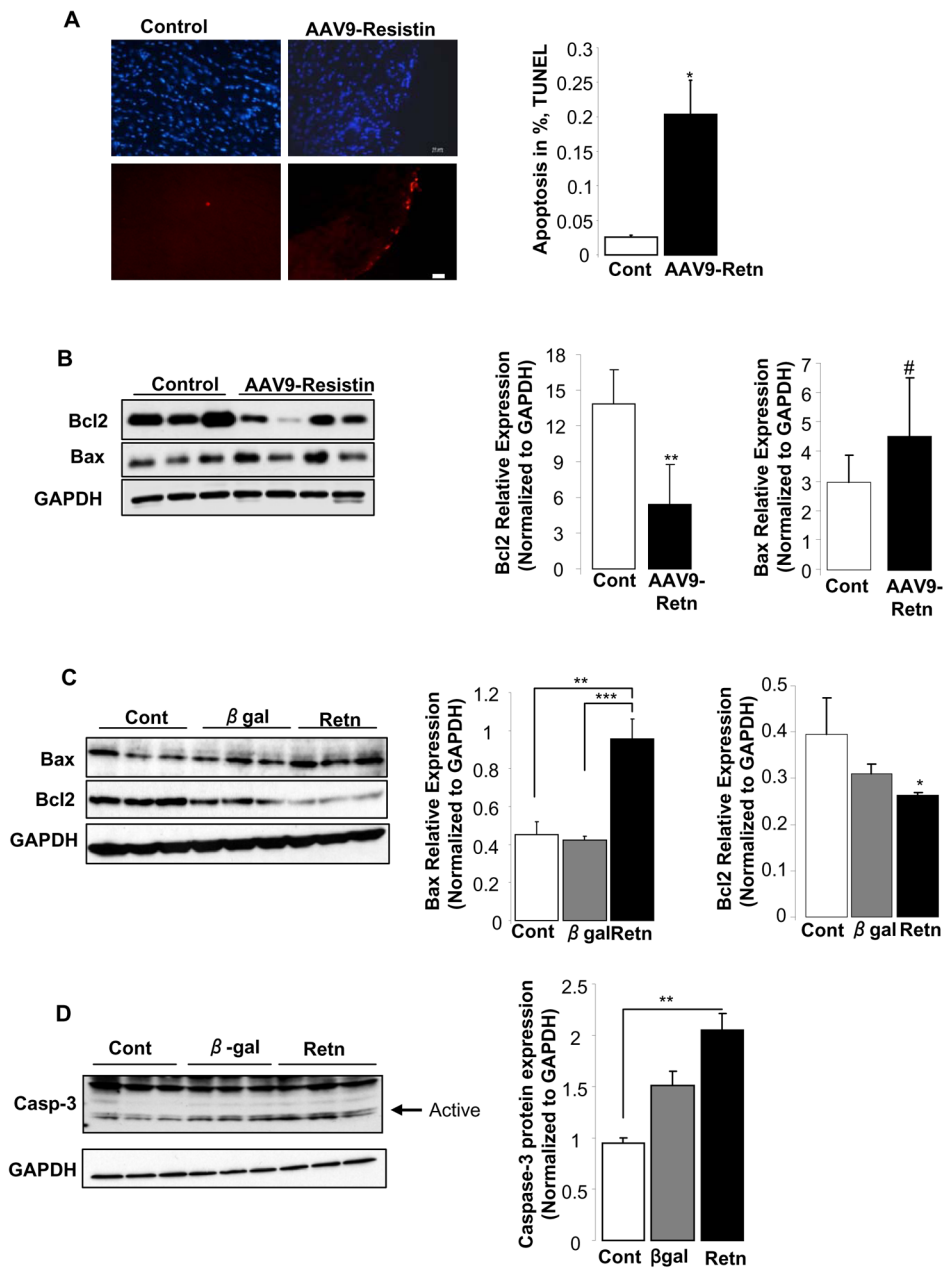 A
Control
AAV9-Resistin
Apoptosis in %, TUNEL
0.3
0.25
0.2
0.15
0.1
0.05
0
*
Cont
AAV9-Retn
B
Control
AAV9-Resistin
Bcl2
Bax
GAPDH
Bcl2 Relative Expression
(Normalized to GAPDH)
18
15
12
9
6
3
0
**
Cont
AAV9-
Retn
Bax Relative Expression
(Normalized to GAPDH)
7
6
5
4
3
2
1
0
#
Cont
AAV9-
Retn
C
Cont
β gal
Retn
Bax
Bcl2
GAPDH
Bax Relative Expression
(Normalized to GAPDH)
1.2
1
0.8
0.6
0.4
0.2
0
**
***
Cont
β gal
Retn
Bcl2 Relative Expression
(Normalized to GAPDH)
0.5
0.4
0.3
0.2
0.1
0
*
Cont
β gal
Retn
D
Cont
β-gal
Retn
Casp-3
Active
GAPDH
Caspase-3 protein expression
(Normalized to GAPDH)
2.5
2
1.5
1
0.5
0
**
Cont
βgal
Retn